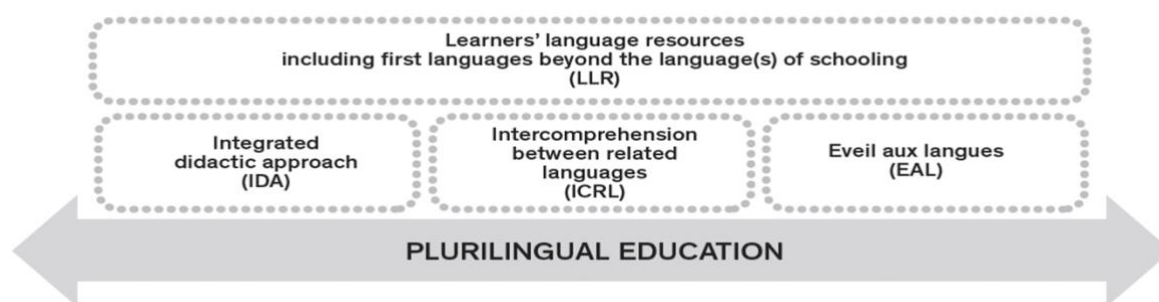 Learners' language resources
including first languages beyond the language(s) of schooling
(LLR)
Integrated
didactic approach
(IDA)
Intercomprehension
between related
languages
(ICRL)
Eveil aux langues
(EAL)
PLURILINGUAL EDUCATION